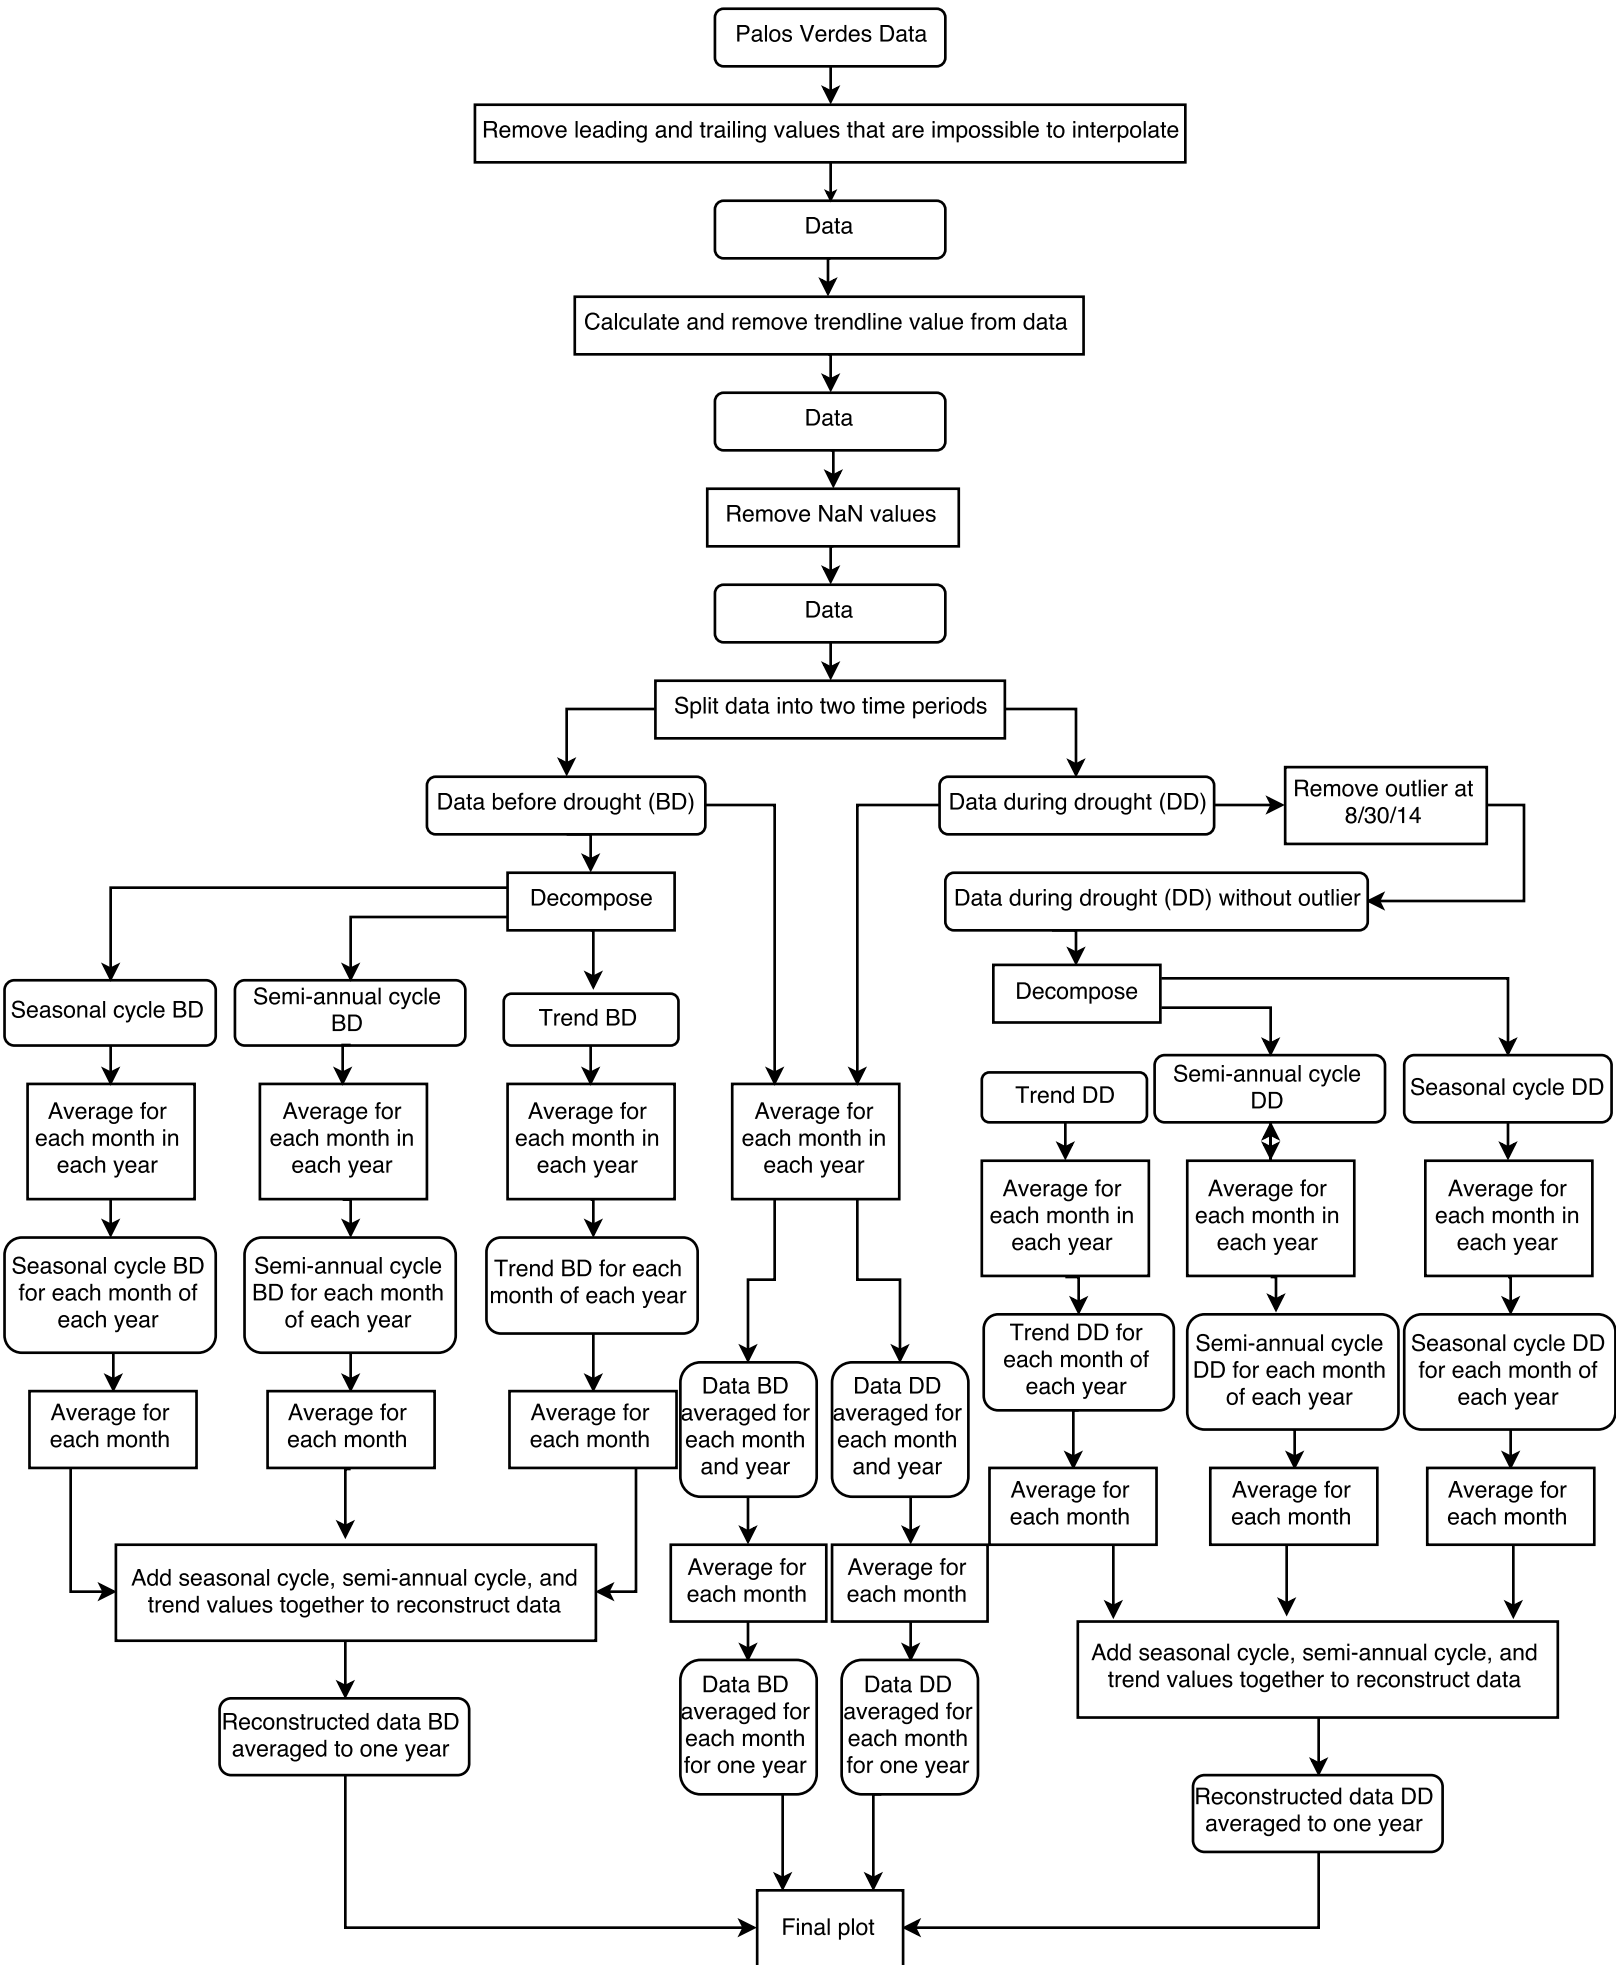 Palos Verdes Data
Remove leading and trailing values that are impossible to interpolate
Data
Calculate and remove trendline value from data
Data
Remove NaN values
Data
Split data into two time periods
Data before drought (BD)
Data during drought (DD)
Remove outlier at
8/30/14
Decompose
Data during drought (DD) without outlier
Decompose
Seasonal cycle BD
Semi-annual cycle
BD
Trend BD
Trend DD
Semi-annual cycle
DD
Seasonal cycle DD
Average for
each month in
each year
Average for
each month in
each year
Average for
each month in
each year
Average for
each month in
each year
Average for
each month in
each year
Average for
each month in
each year
Average for
each month in
each year
Seasonal cycle BD
for each month of
each year
Semi-annual cycle
BD for each month
of each year
Trend BD for each
month of each year
Trend DD for
each month of
each year
Semi-annual cycle
DD for each month
of each year
Seasonal cycle DD
for each month of
each year
Average for
each month
Average for
each month
Average for
each month
Data BD
averaged for
each month
and year
Data DD
averaged for
each month
and year
Average for
each month
Average for
each month
Average for
each month
Add seasonal cycle, semi-annual cycle, and
trend values together to reconstruct data
Average for
each month
Average for
each month
Add seasonal cycle, semi-annual cycle, and
trend values together to reconstruct data
Reconstructed data BD
averaged to one year
Data BD
averaged for
each month
for one year
Data DD
averaged for
each month
for one year
Reconstructed data DD
averaged to one year
Final plot